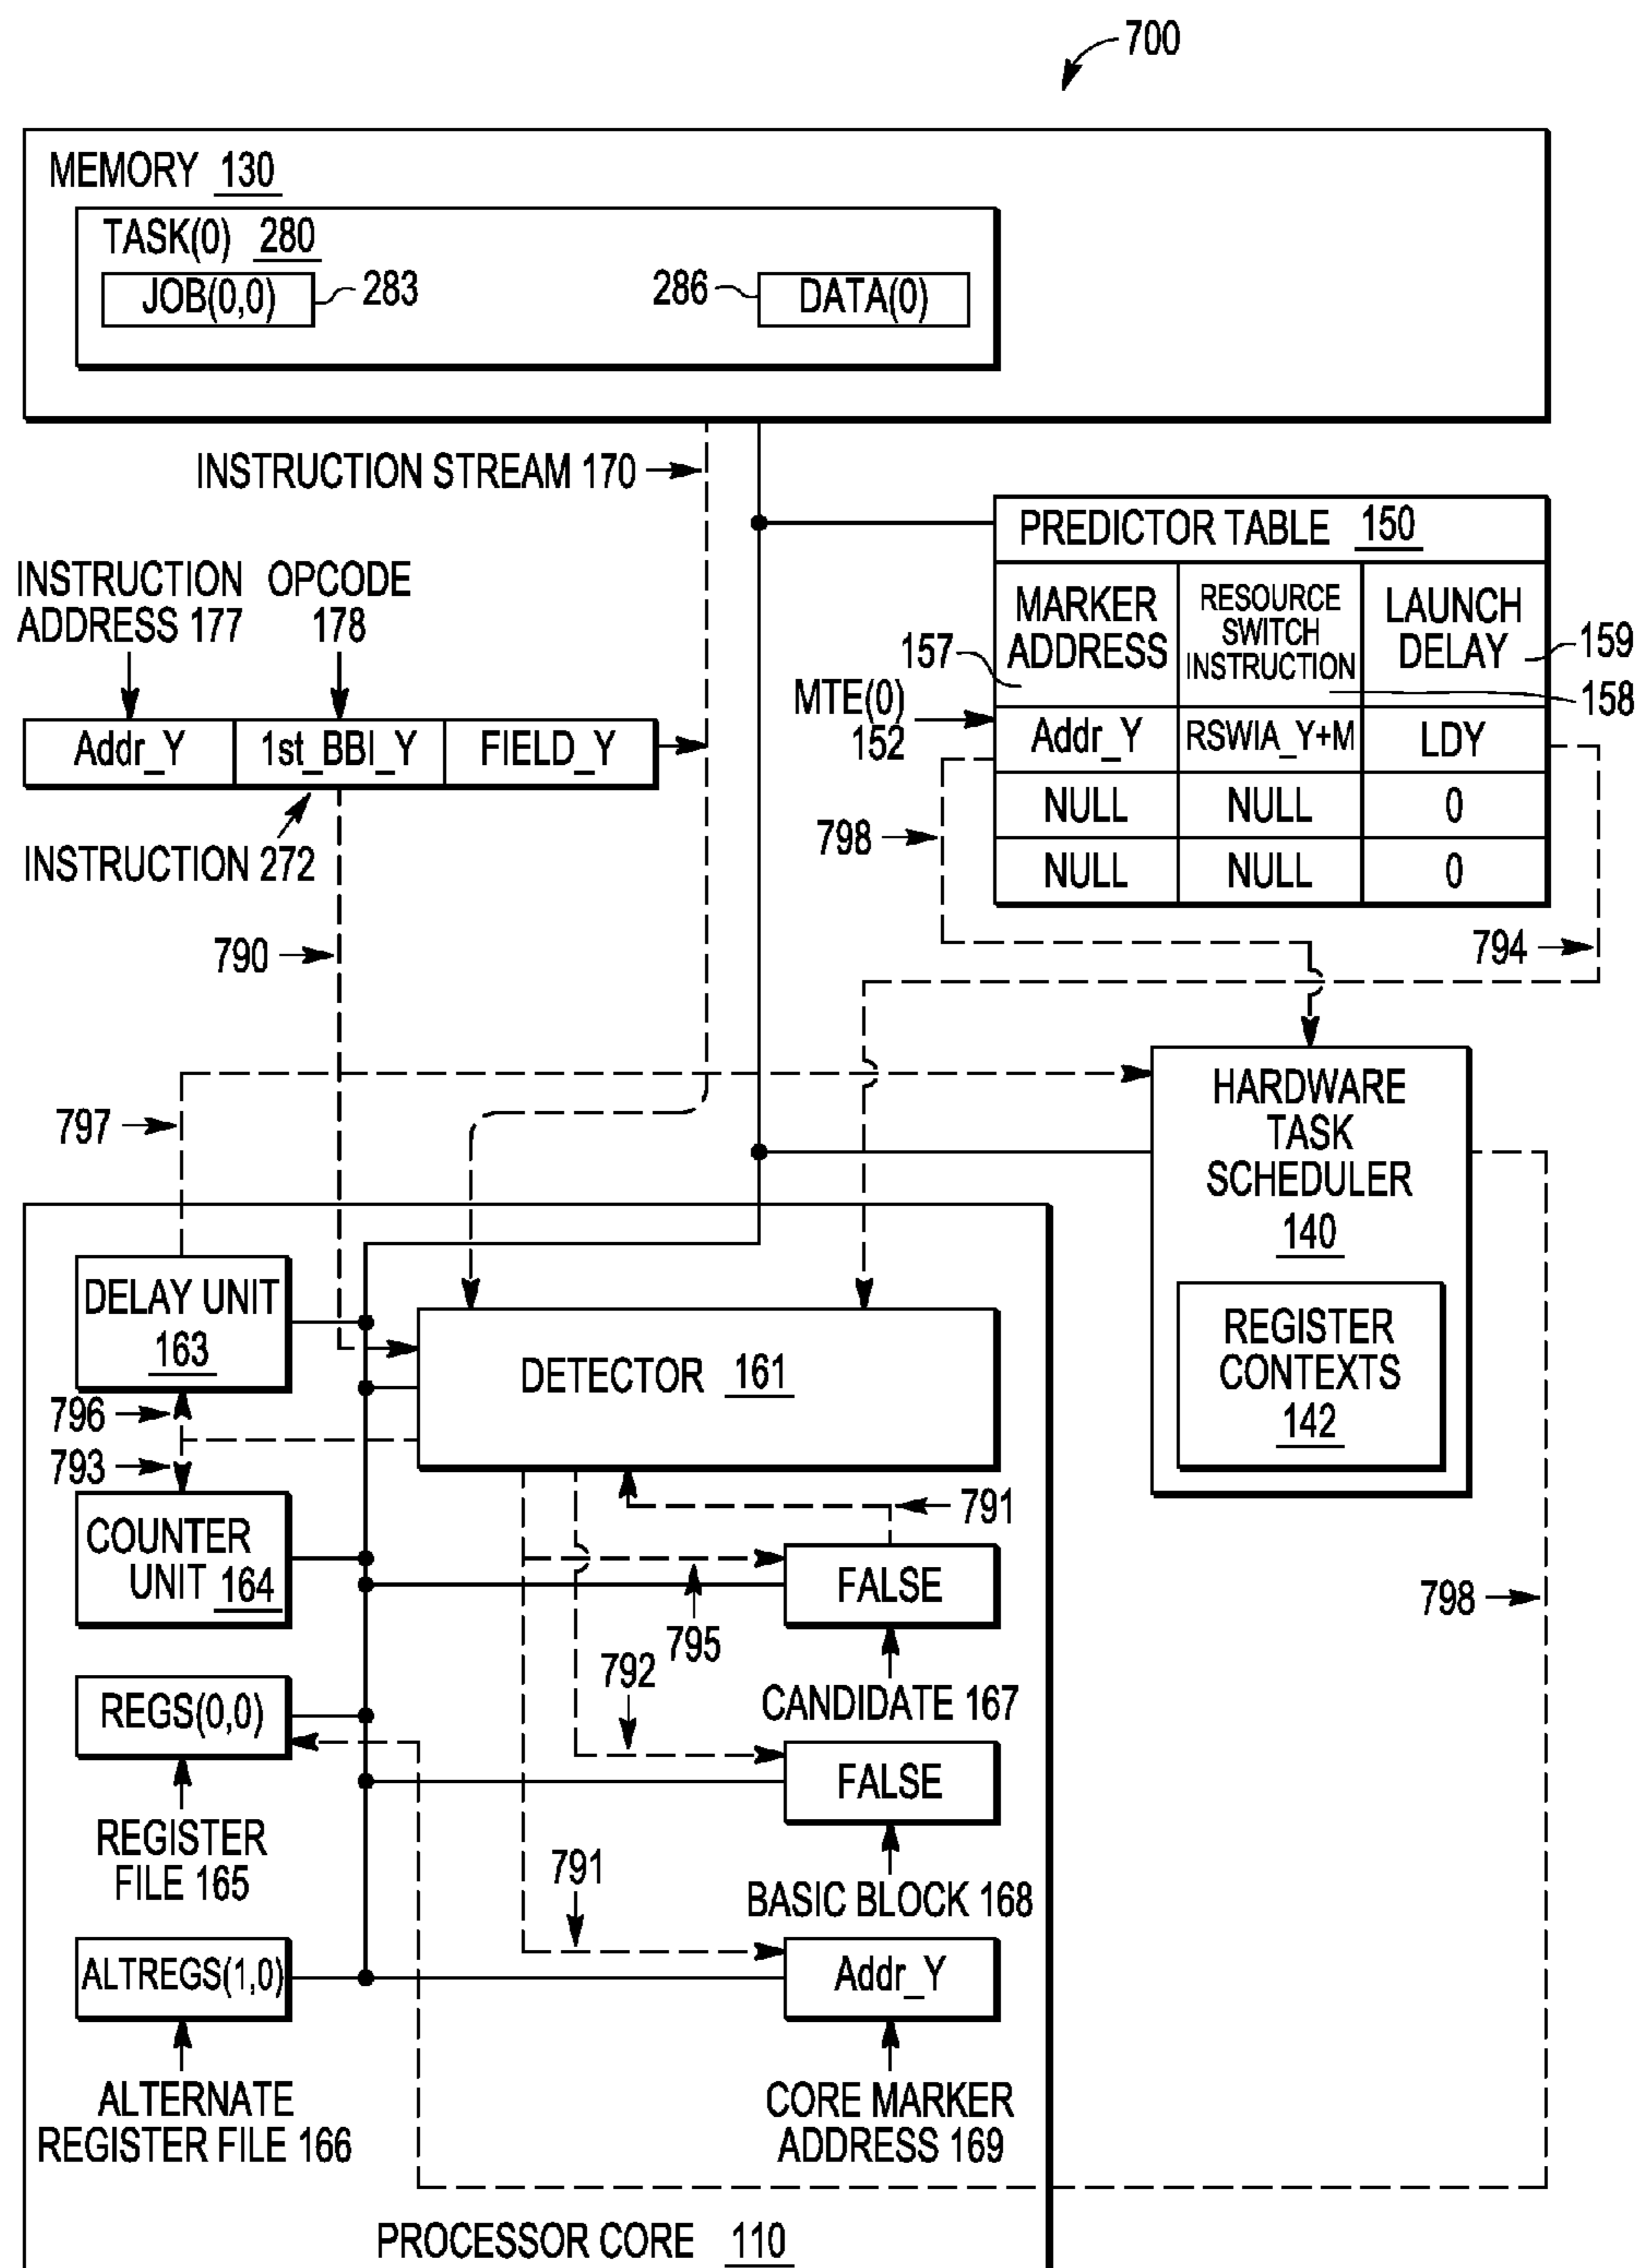 700
MEMORY 130
TASK(0) 280
JOB(0,0)
283
286
DATA(0)
INSTRUCTION STREAM 170
PREDICTOR TABLE 150
MARKER
ADDRESS
RESOURCE
SWITCH
INSTRUCTION
LAUNCH
DELAY
157
159
158
MTE(0)
152
Addr_Y
RSWIA_Y+M
LDY
NULL
NULL
0
NULL
NULL
0
INSTRUCTION
ADDRESS 177
OPCODE
178
Addr_Y
1st_BBI_Y
FIELD_Y
INSTRUCTION 272
798
790
794
797
HARDWARE
TASK
SCHEDULER
140
REGISTER
CONTEXTS
142
DELAY UNIT
163
DETECTOR 161
796
793
COUNTER
UNIT 164
791
FALSE
795
CANDIDATE 167
798
792
REGS(0,0)
REGISTER
FILE 165
FALSE
BASIC BLOCK 168
791
ALTREGS(1,0)
Addr_Y
ALTERNATE
REGISTER FILE 166
CORE MARKER
ADDRESS 169
PROCESSOR CORE 110